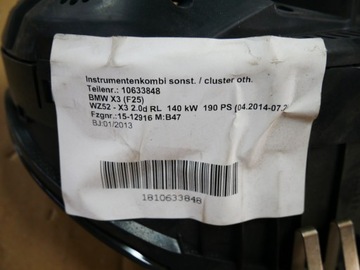 Instrumentenkombi sonst. / cluster oth.
Teilenr.: 10633848
BMW X3 (F25)
WZ52 - X3 2.0d RL 140 kW 190 PS (04.2014-07.2
Fzgnr.:15-12916 M:B47
BJ:01/2013
1810633848